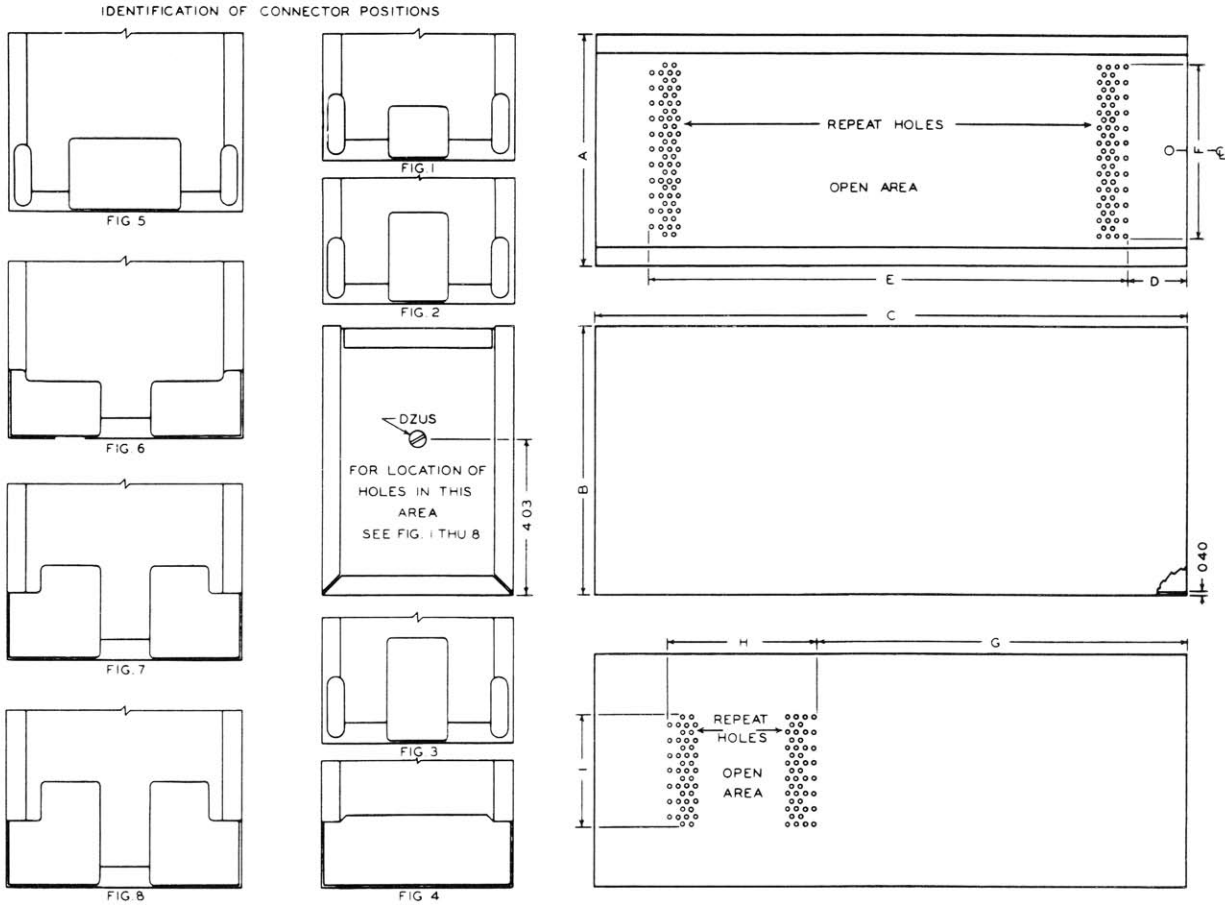 IDENTIFICATION OF CONNECTOR POSITIONS
FIG 5
FIG. 6
FIG. 7
FIG. 8
FIG. 1
FIG. 2
DZUS
FOR LOCATION OF
HOLES IN THIS
AREA
SEE FIG. 1 THU 8
4 03
FIG 3
FIG 4
A
REPEAT HOLES
OPEN AREA
F
E
D
C
B
040
H
G
I
REPEAT
HOLES
OPEN
AREA